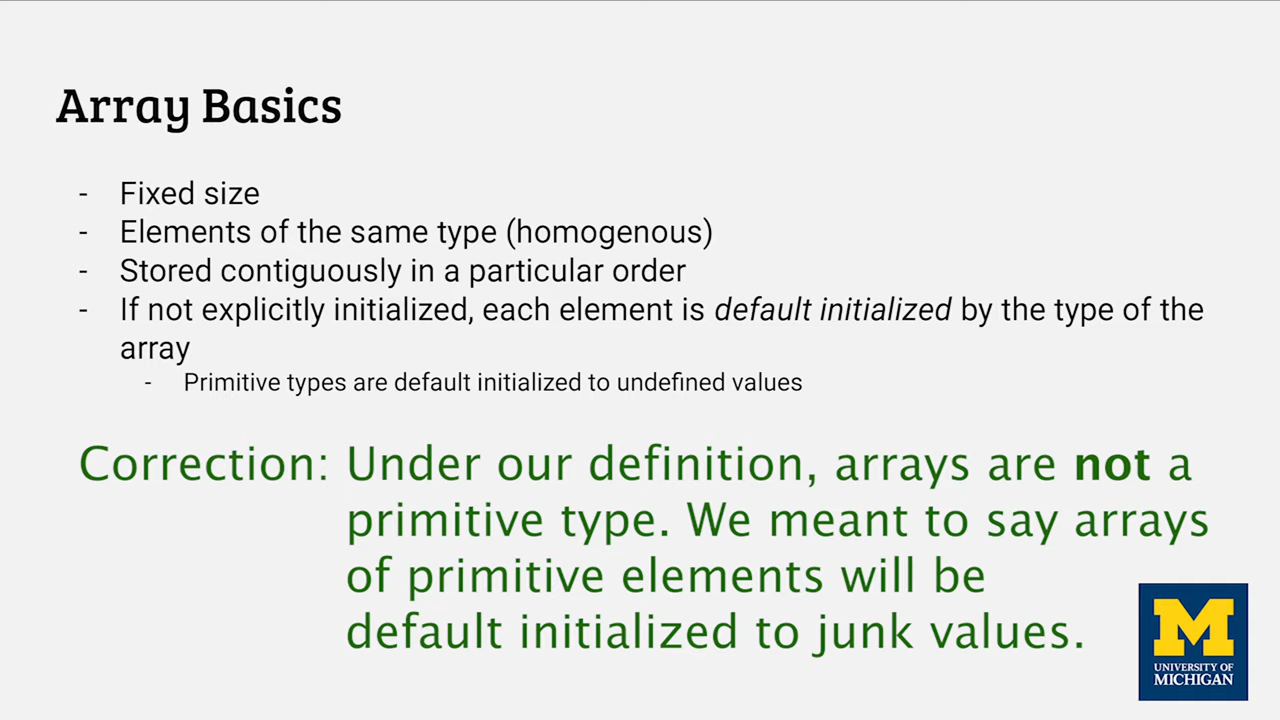 Array Basics
- Fixed size
- Elements of the same type (homogenous)
- Stored contiguously in a particular order
- If not explicitly initialized, each element is default initialized by the type of the
array
- Primitive types are default initialized to undefined values
Correction: Under our definition, arrays are not a
primitive type. We meant to say arrays
of primitive elements will be
default initialized to junk values.
M
UNIVERSITY OF
MICHIGAN